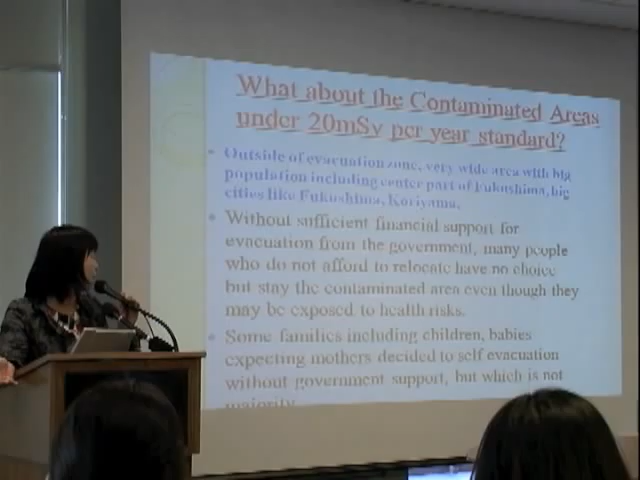 What about the Contaminated Areas
under 20mSv per year standard?
• Outside of evacuation zone, very wide area with big
population including center part of Fukushima, big
cities like Fukushima, Koriyama,
• Without sufficient financial support for
evacuation from the government, many people
who do not afford to relocate have no choice
but stay the contaminated area even though they
may be exposed to health risks.
• Some families including children, babies
expecting mothers decided to self evacuation
without government support, but which is not
majority